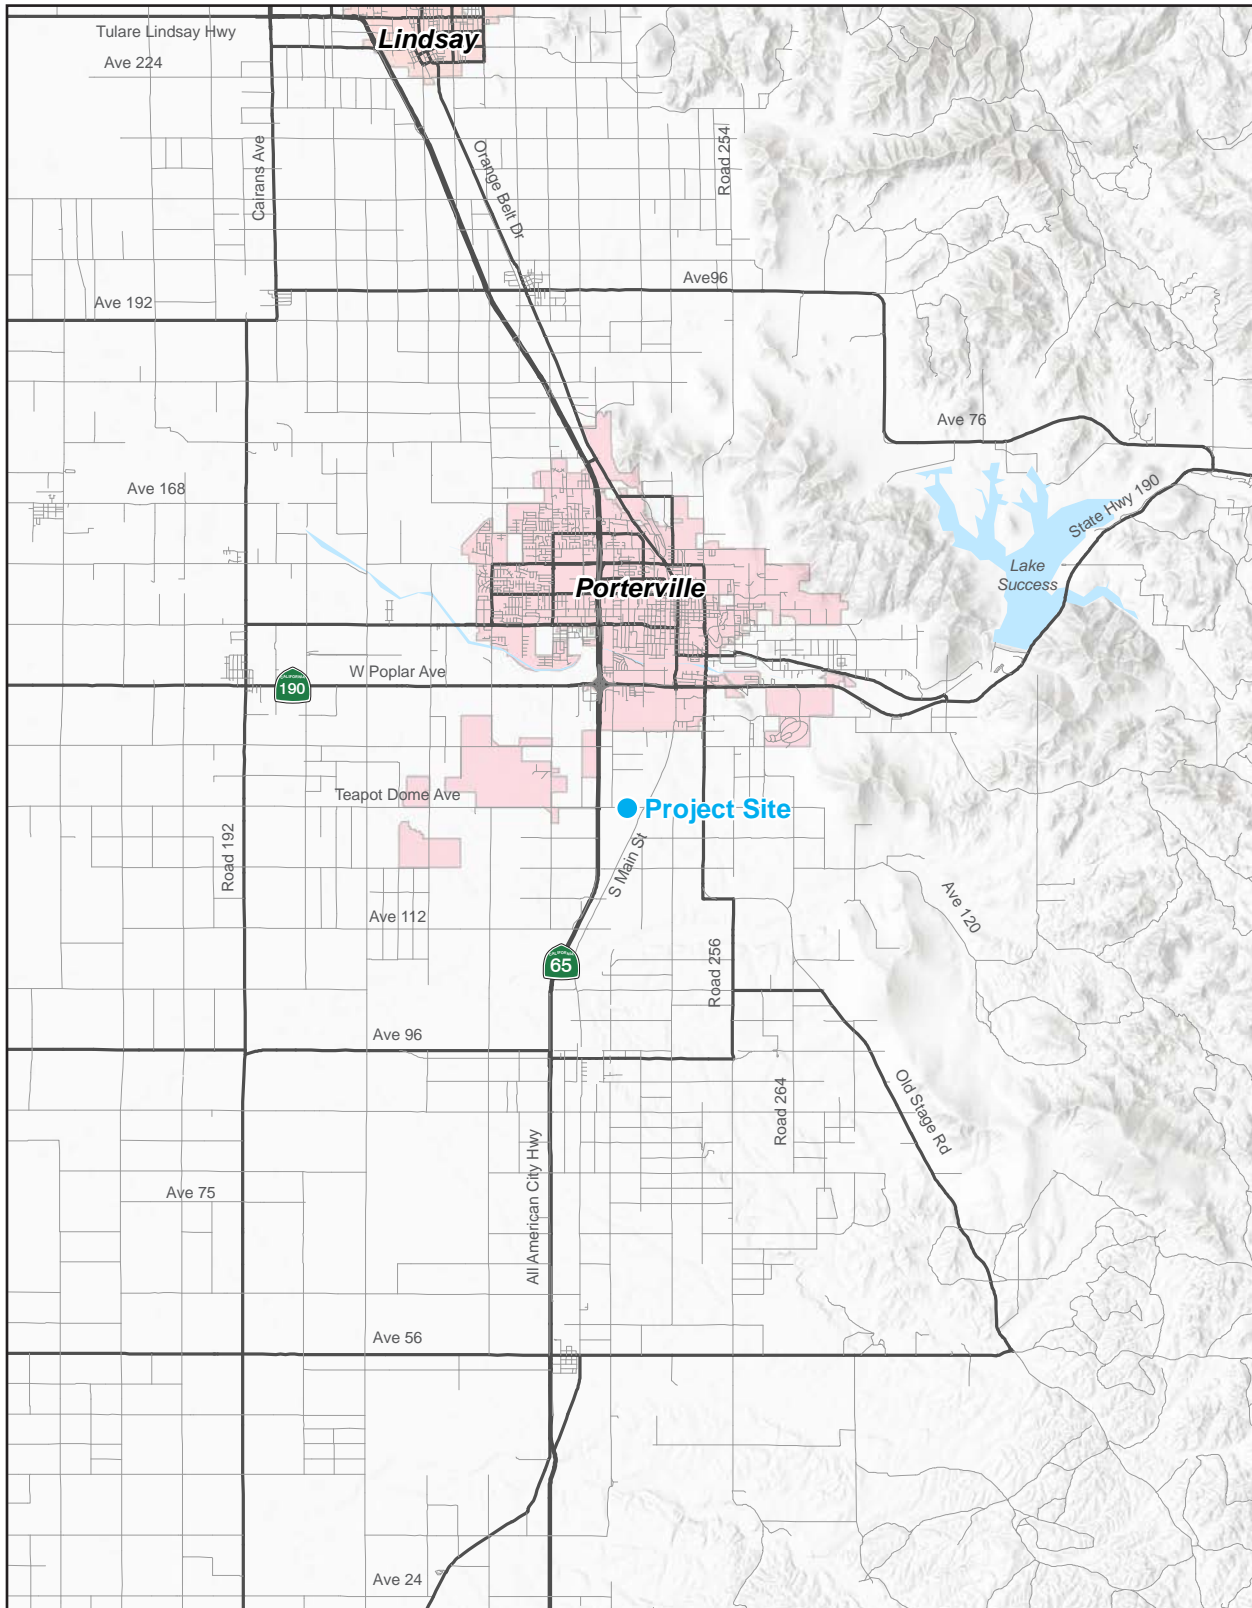 Lindsay
Tulare Lindsay Hwy
Ave 224
Cairans Ave
Orange Belt Dr
Road 254
Ave96
Ave 192
Ave 76
Ave 168
State Hwy 190
Lake
Success
Porterville
W Poplar Ave
CALIFORNIA
190
Teapot Dome Ave
Project Site
Road 192
S Main St
Ave 112
Ave 120
CALIFORNIA
65
Road 256
Ave 96
Old Stage Rd
Road 264
All American City Hwy
Ave 75
Ave 56
Ave 24